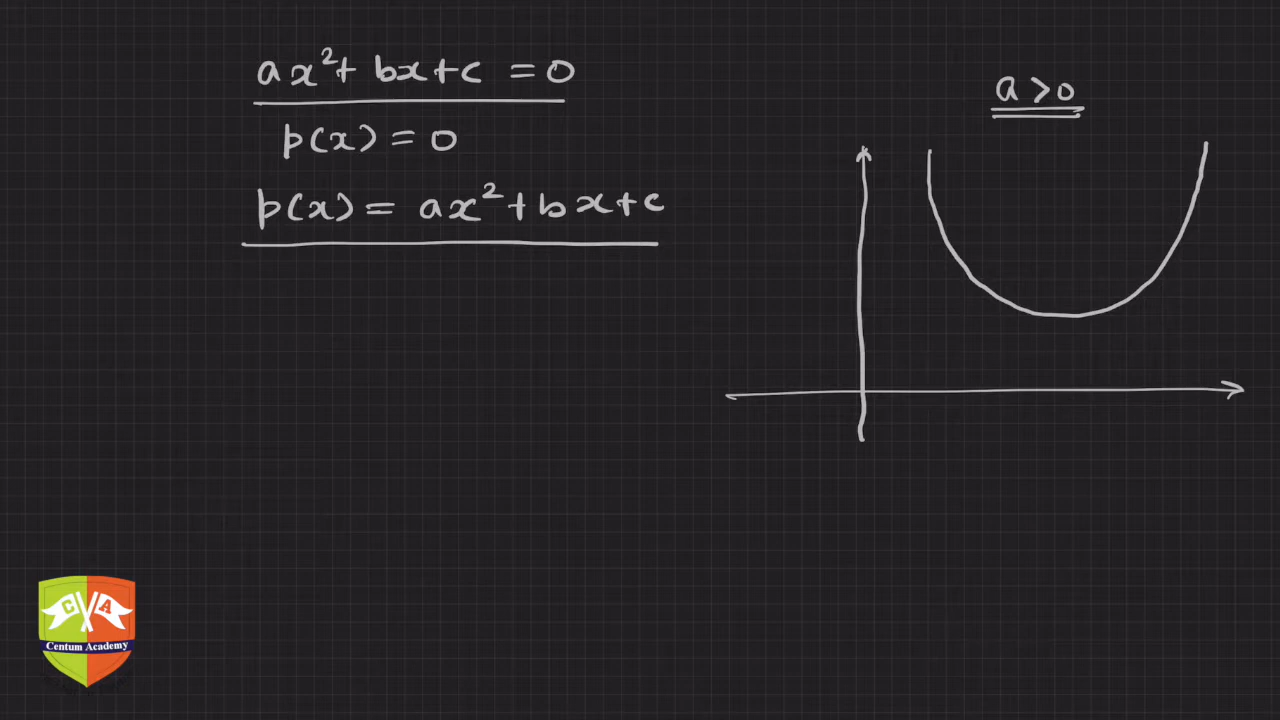 ax²+ bx+c = 0
p(x) = 0
p(x) = ax²+bx+c
a > 0
C A
Centum Academy